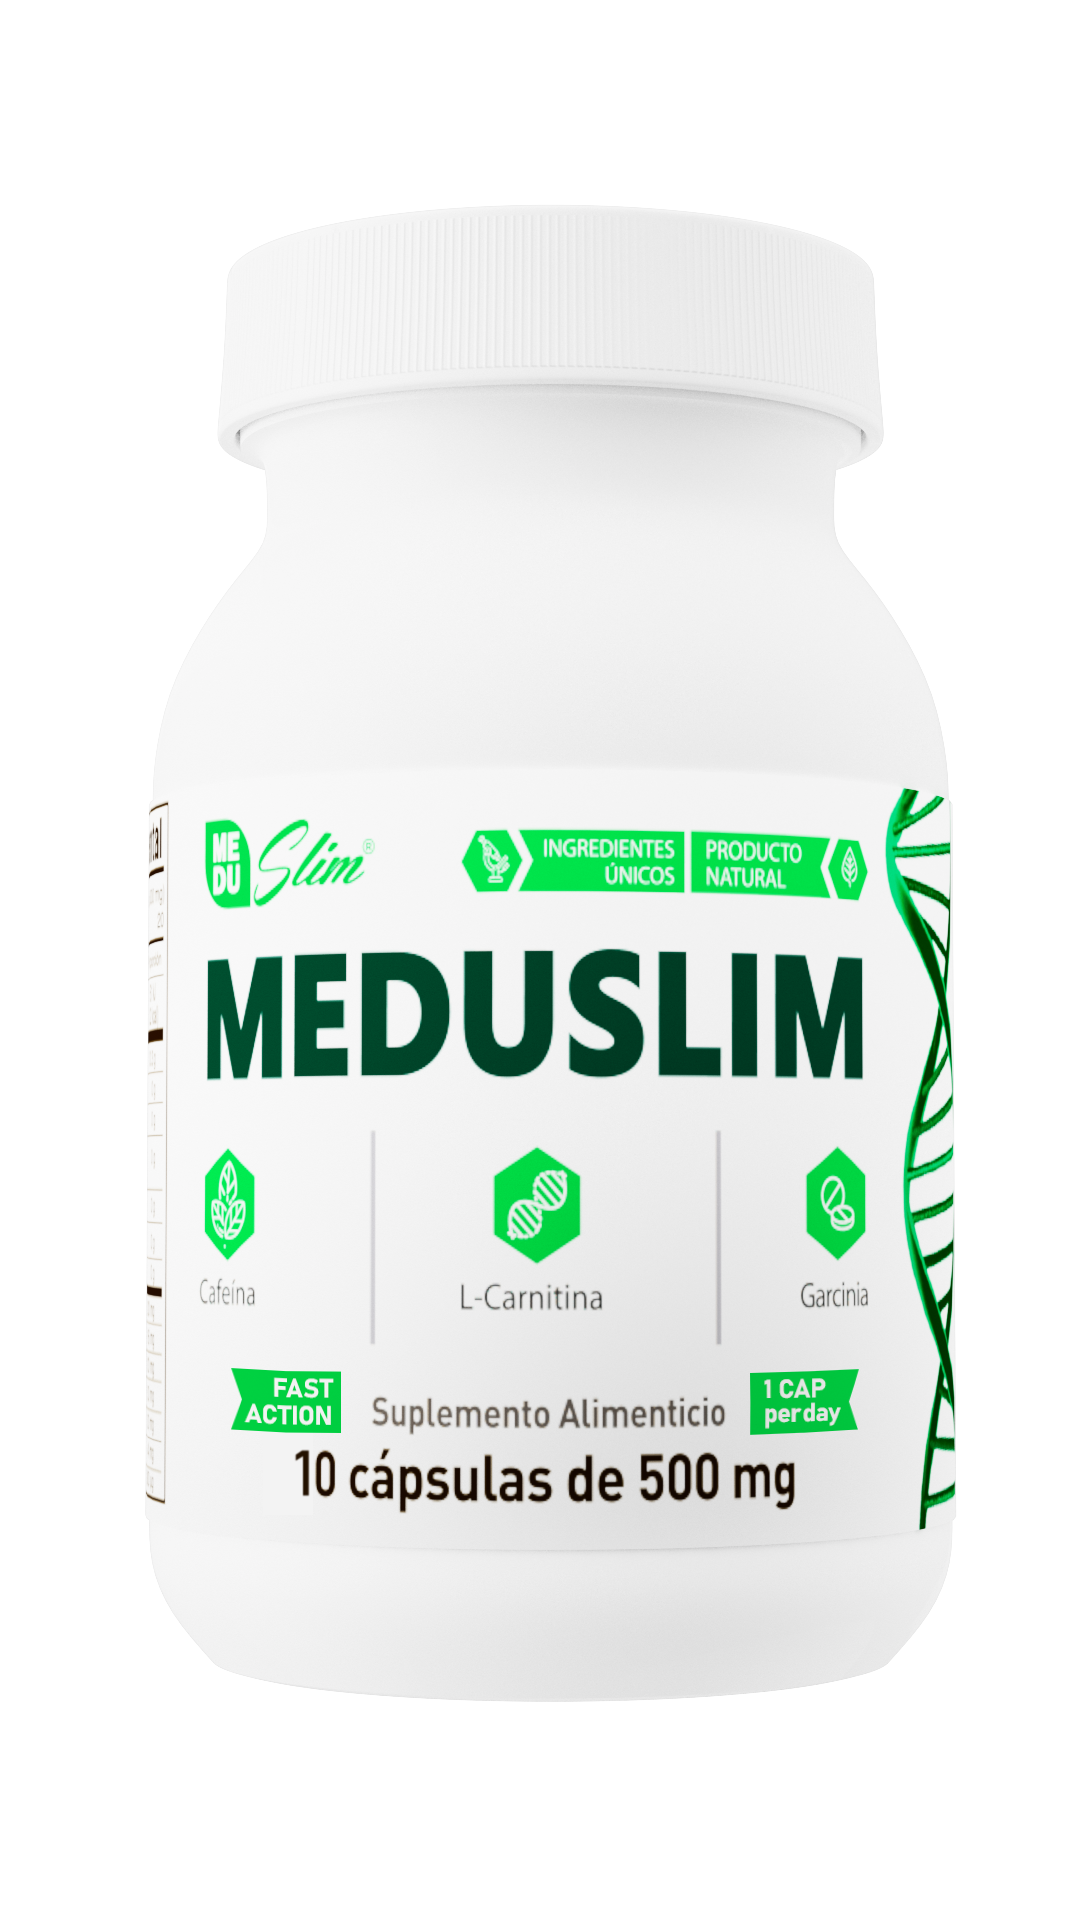 ME
DU
Slim®
INGREDIENTES
ÚNICOS
PRODUCTO
NATURAL
MEDUSLIM
Cafeína
L-Carnitina
Garcinia
FAST
ACTION
Suplemento Alimenticio
1 CAP
per day
10 cápsulas de 500 mg